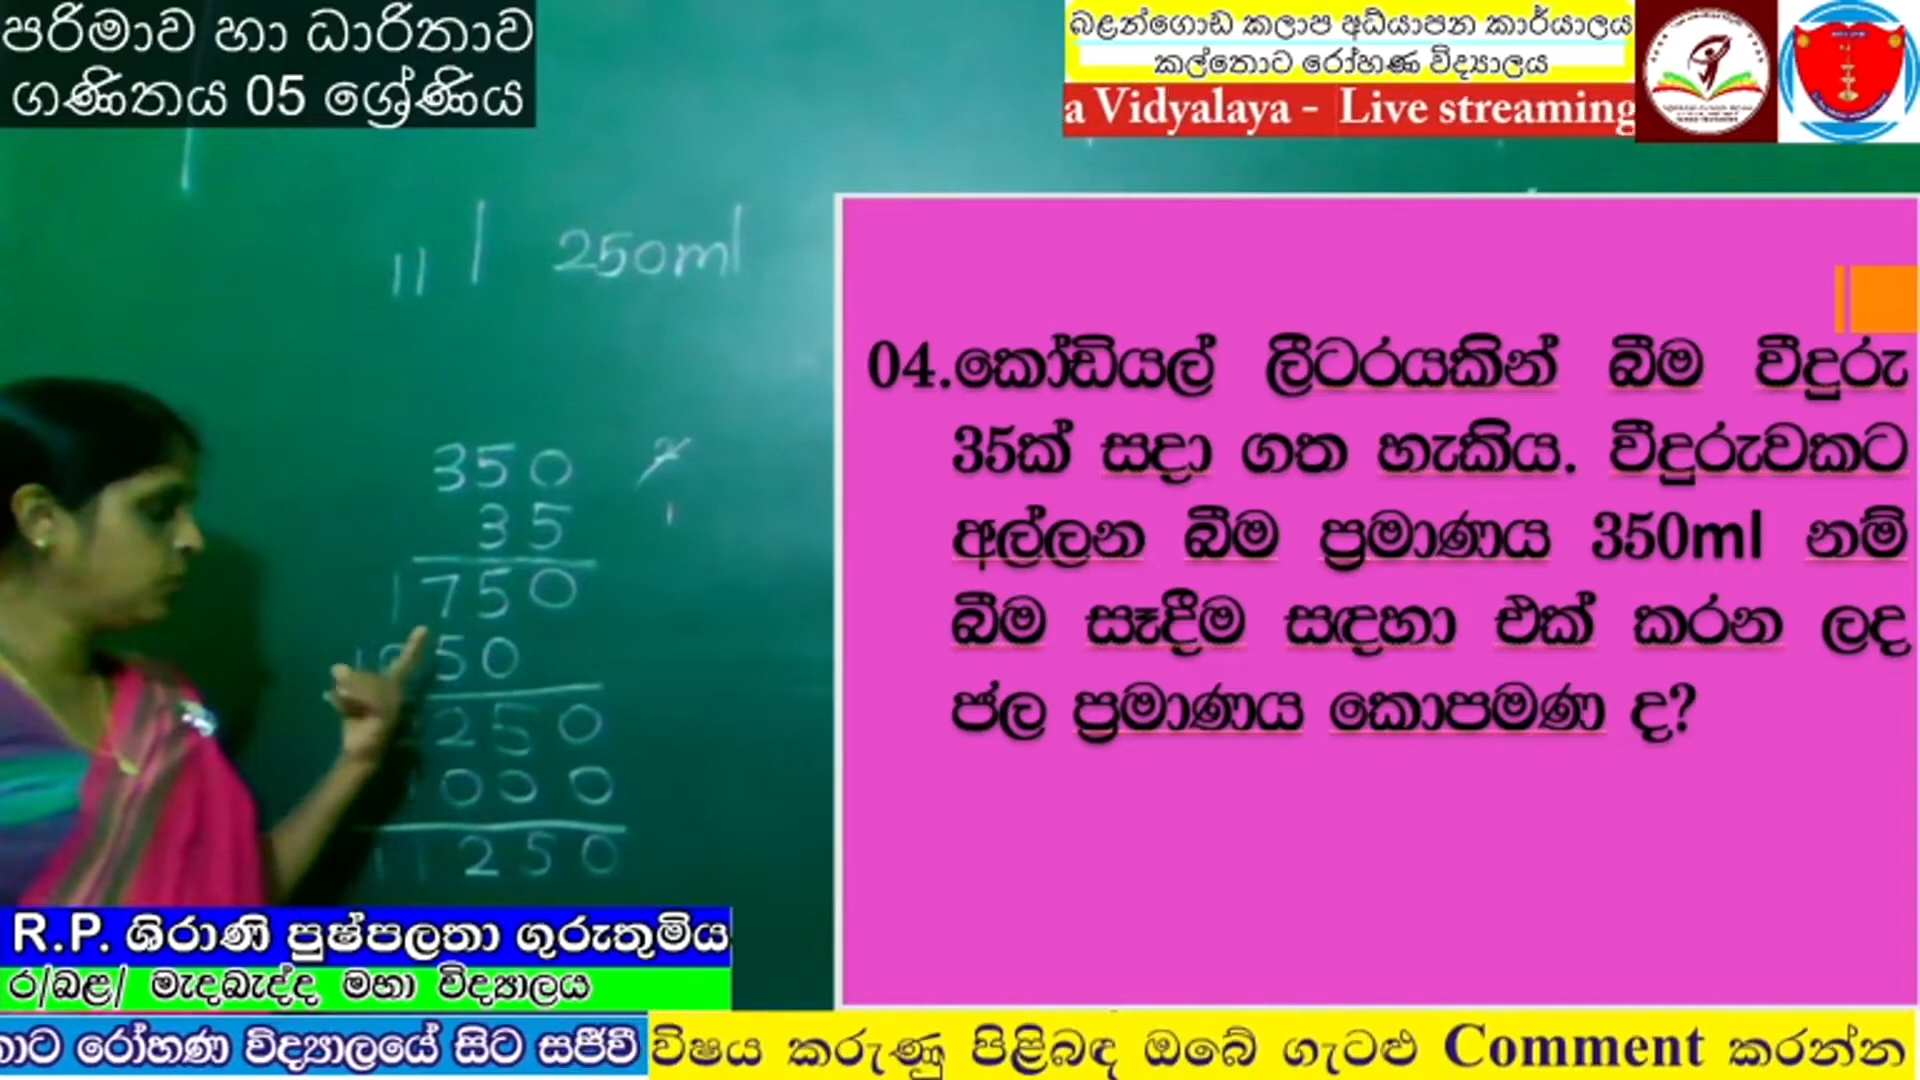 පරිමාව හා ධාරිතාව
ගණිතය 05 ශ්‍රේණිය
බළන්ගොඩ කලාප අධ්‍යාපන කාර්යාලය
කල්තොට රෝහණ විද්‍යාලය
a Vidyalaya - Live streaming
11 l 250ml
350
35
1750
1050
250
1000
11250
04.කෝඩියල් ලීටරයකින් බීම වීදුරු
35ක් සදා ගත හැකිය. වීදුරුවකට
අල්ලන බීම ප්‍රමාණය 350ml නම්
බීම සෑදීම සඳහා එක් කරන ලද
ජල ප්‍රමාණය කොපමණ ද?
R.P. ශිරාණි පුෂ්පලතා ගුරුතුමිය
ර/බළ/ මැදබැද්ද මහා විද්‍යාලය
තොට රෝහණ විද්‍යාලයේ සිට සජීවී
විෂය කරුණු පිළිබඳ ඔබේ ගැටළු Comment කරන්න